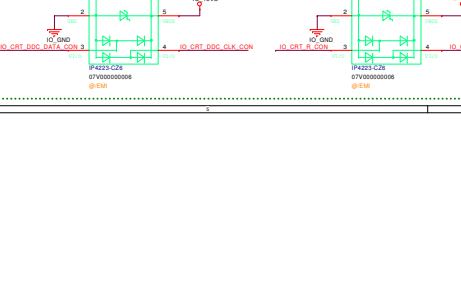 2 5 2 5
IO_GND IO_GND
IO_CRT_DDC_DATA_CON 3 4 IO_CRT_DDC_CLK_CON IO_CRT_R_CON 3 4
IP4223-CZ6 IP4223-CZ6
07V000000006 07V000000006
@/EMI @/EMI
5